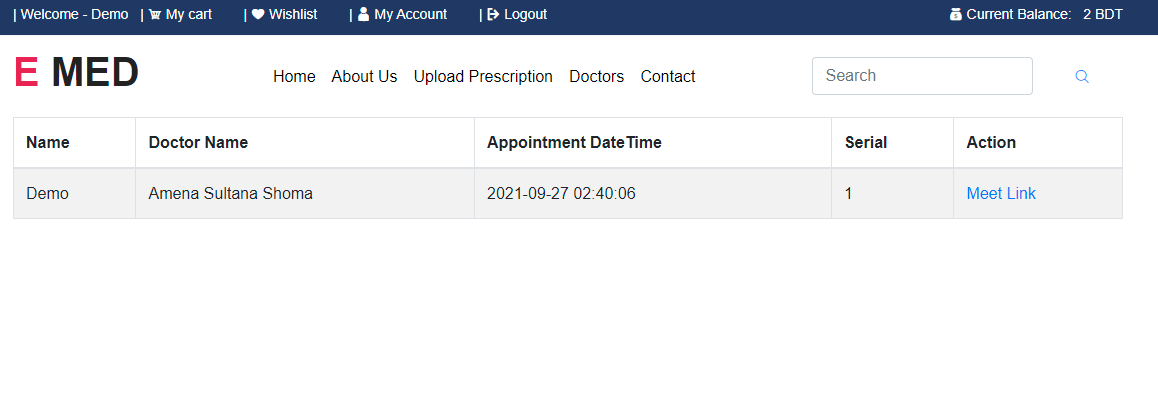 | Welcome - Demo | My cart | Wishlist | My Account | Logout Current Balance: 2 BDT
E MED Home About Us Upload Prescription Doctors Contact Search
Name Doctor Name Appointment DateTime Serial Action
Demo Amena Sultana Shoma 2021-09-27 02:40:06 1 Meet Link